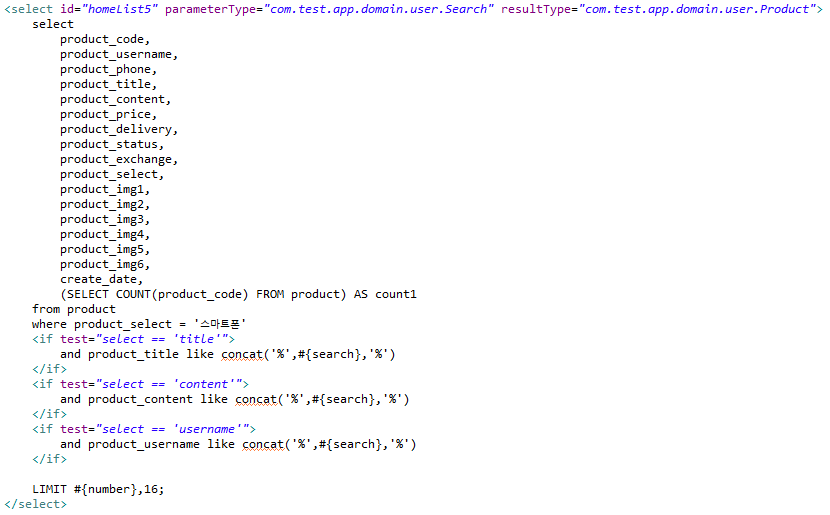 <select id="homeList5" parameterType="com.test.app.domain.user.Search" resultType="com.test.app.domain.user.Product">
select
product_code,
product_username,
product_phone,
product_title,
product_content,
product_price,
product_delivery,
product_status,
product_exchange,
product_select,
product_img1,
product_img2,
product_img3,
product_img4,
product_img5,
product_img6,
create_date,
(SELECT COUNT(product_code) FROM product) AS count1
from product
where product_select = '스마트폰'
<if test="select == 'title'">
and product_title like concat('%',#{search},'%')
</if>
<if test="select == 'content'">
and product_content like concat('%',#{search},'%')
</if>
<if test="select == 'username'">
and product_username like concat('%',#{search},'%')
</if>
LIMIT #{number},16;
</select>